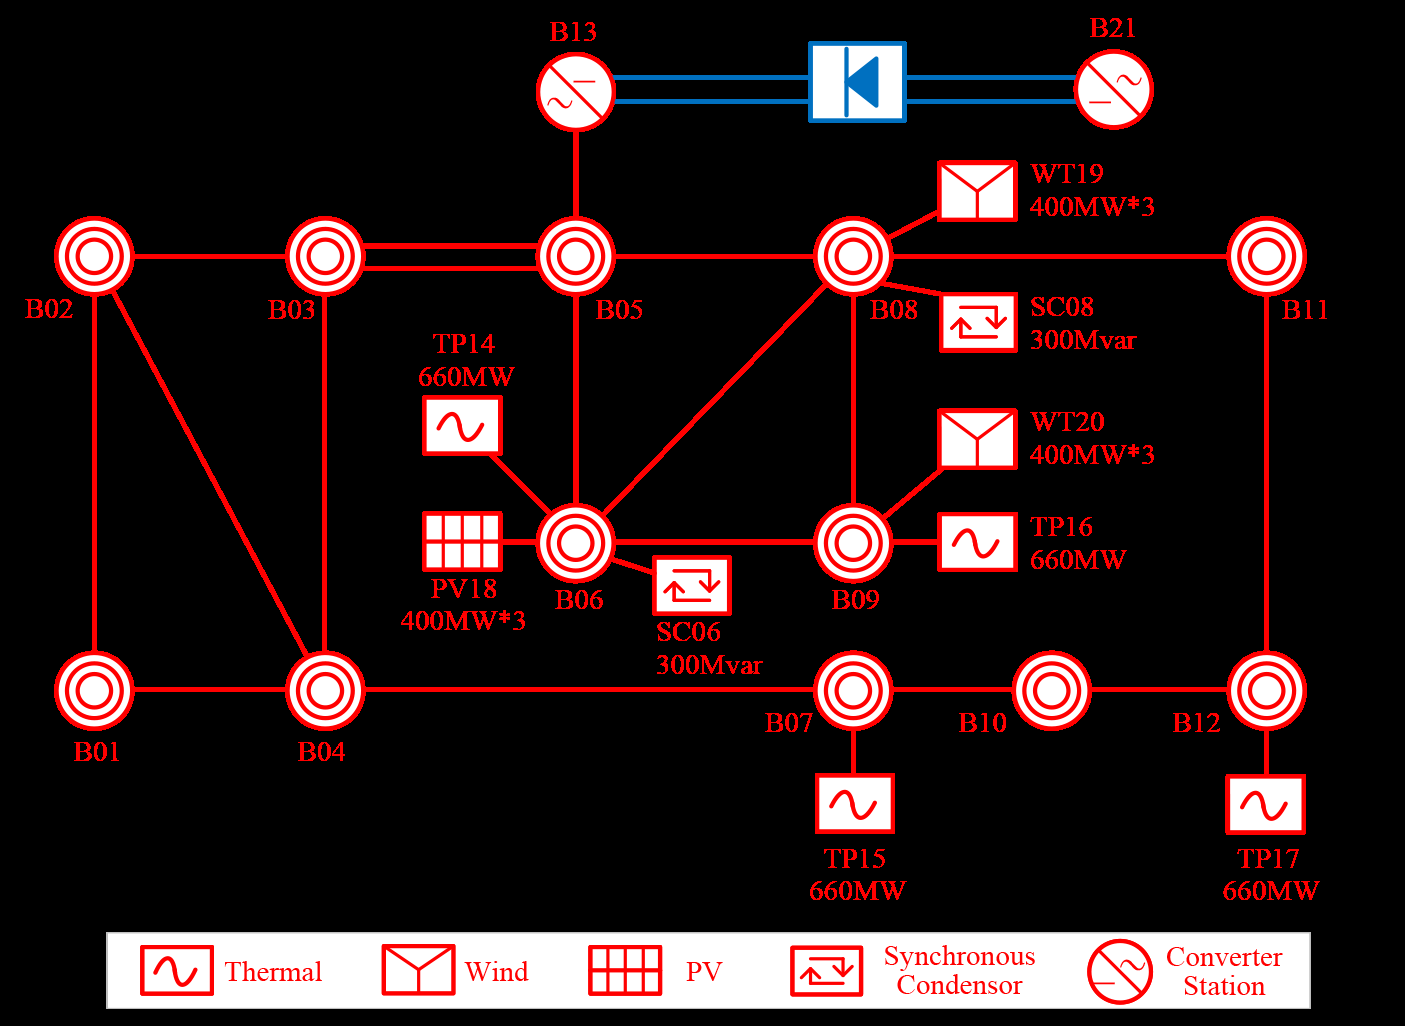 B13
B21
WT19
400MW*3
B02
B03
B05
B08
SC08
300Mvar
B11
TP14
660MW
WT20
400MW*3
TP16
660MW
PV18
400MW*3
B06
B09
SC06
300Mvar
B01
B04
B07
B10
B12
TP15
660MW
TP17
660MW
Thermal
Wind
PV
Synchronous
Condensor
Converter
Station